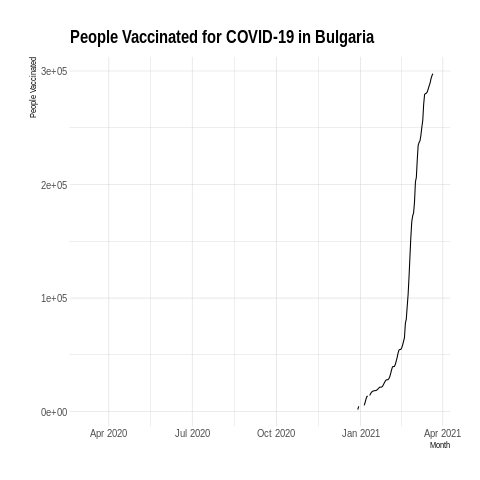 People Vaccinated for COVID-19 in Bulgaria
People Vaccinated
3e+05
2e+05
1e+05
0e+00
Apr 2020 Jul 2020 Oct 2020 Jan 2021 Apr 2021
Month